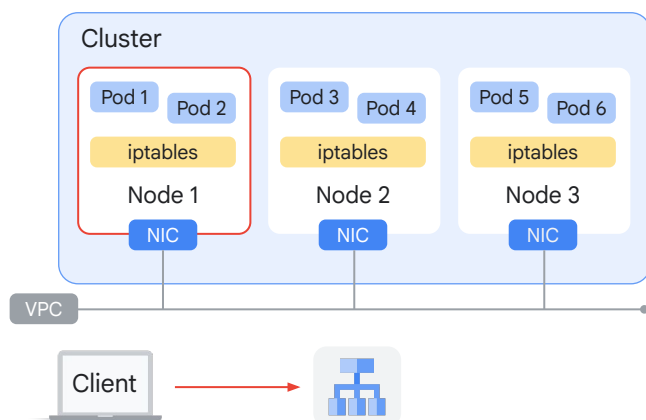 Cluster
Pod 1
Pod 2
iptables
Node 1
NIC
Pod 3
Pod 4
iptables
Node 2
NIC
Pod 5
Pod 6
iptables
Node 3
NIC
VPC
Client